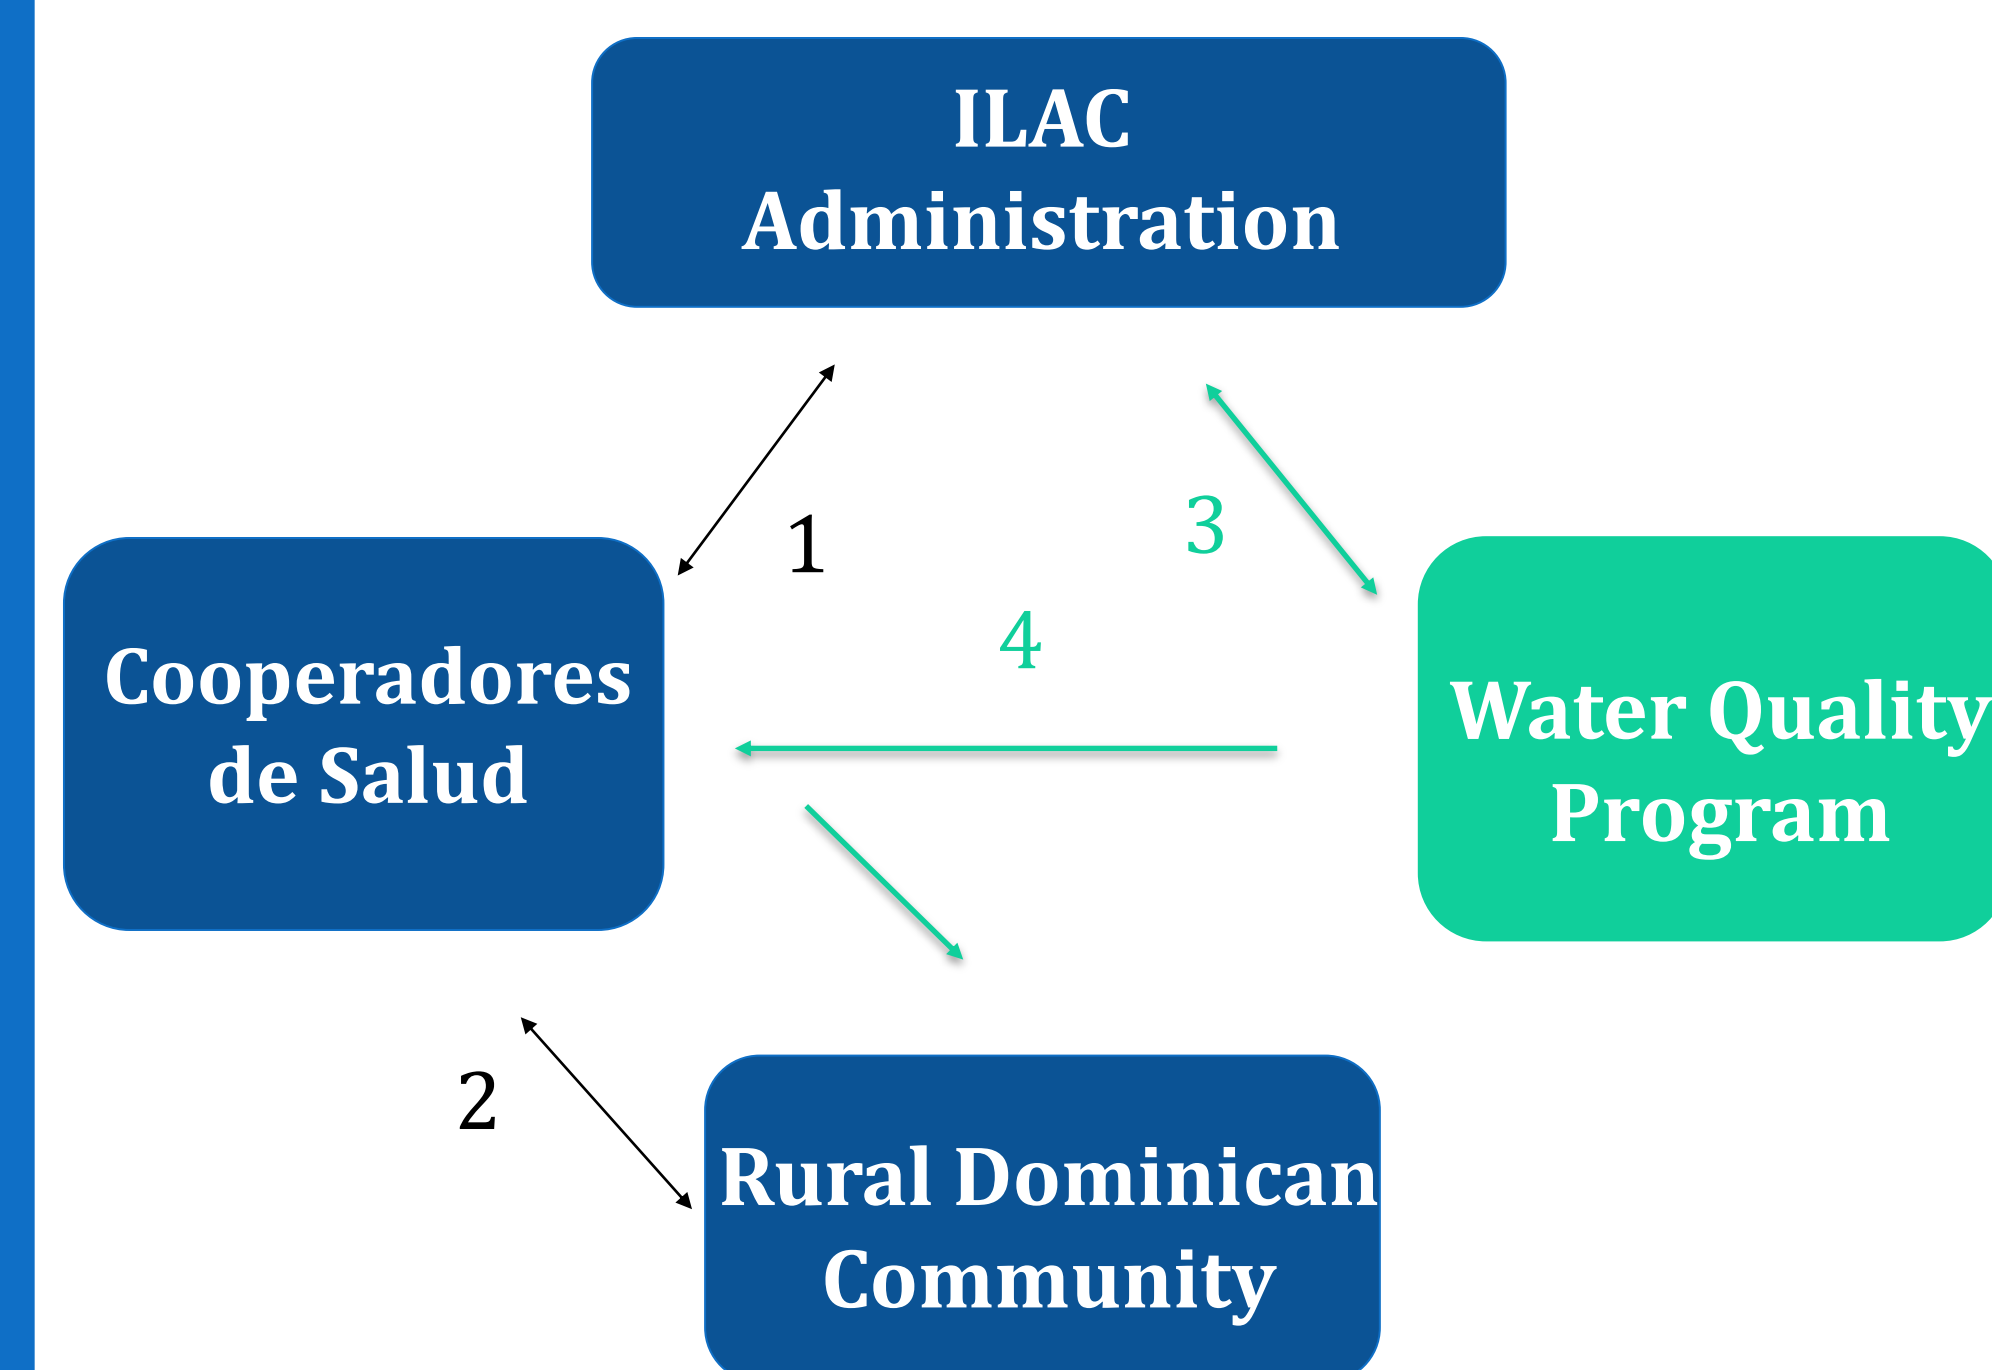 ILAC
Administration
1
3
4
Cooperadores
de Salud
Water Quality
Program
2
Rural Dominican
Community